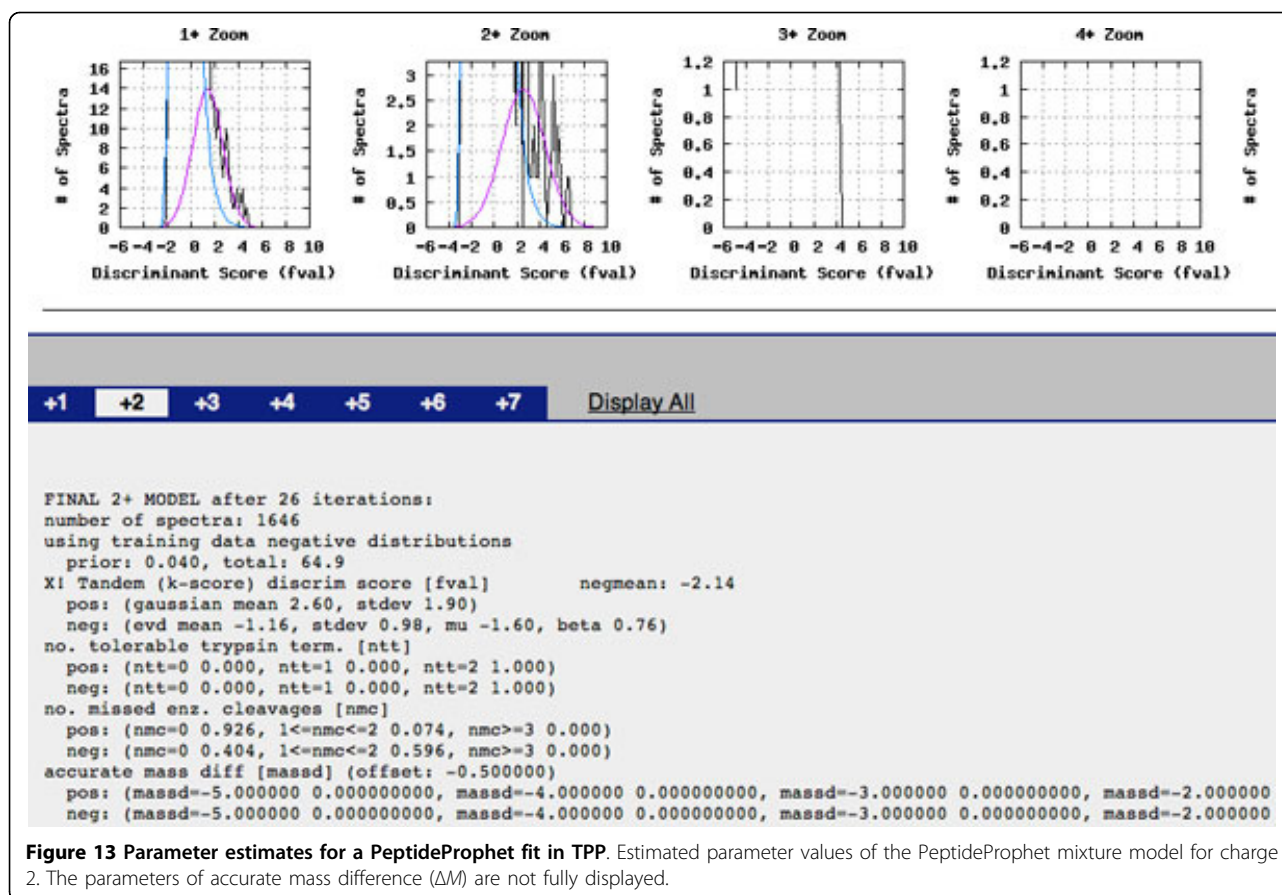 1+ Zoom
2+ Zoom
3+ Zoom
4+ Zoom
# of Spectra
16
14
12
10
8
6
4
2
0
-6 -4 -2 0 2 4 6 8 10
Discriminant Score (fval)
# of Spectra
3
2.5
2
1.5
1
0.5
0
-6 -4 -2 0 2 4 6 8 10
Discriminant Score (fval)
# of Spectra
1.2
1
0.8
0.6
0.4
0.2
0
-6 -4 -2 0 2 4 6 8 10
Discriminant Score (fval)
# of Spectra
1.2
1
0.8
0.6
0.4
0.2
0
-6 -4 -2 0 2 4 6 8 10
Discriminant Score (fval)
# of Spectra
+1 +2 +3 +4 +5 +6 +7 Display All
FINAL 2+ MODEL after 26 iterations:
number of spectra: 1646
using training data negative distributions
prior: 0.040, total: 64.9
X! Tandem (k-score) discrim score [fval] negmean: -2.14
pos: (gaussian mean 2.60, stdev 1.90)
neg: (evd mean -1.16, stdev 0.98, mu -1.60, beta 0.76)
no. tolerable trypsin term. [ntt]
pos: (ntt=0 0.000, ntt=1 0.000, ntt=2 1.000)
neg: (ntt=0 0.000, ntt=1 0.000, ntt=2 1.000)
no. missed enz. cleavages [nmc]
pos: (nmc=0 0.926, 1<=nmc<=2 0.074, nmc>=3 0.000)
neg: (nmc=0 0.404, 1<=nmc<=2 0.596, nmc>=3 0.000)
accurate mass diff [massd] (offset: -0.500000)
pos: (massd=-5.000000 0.000000000, massd=-4.000000 0.000000000, massd=-3.000000 0.000000000, massd=-2.000000
neg: (massd=-5.000000 0.000000000, massd=-4.000000 0.000000000, massd=-3.000000 0.000000000, massd=-2.000000
Figure 13 Parameter estimates for a PeptideProphet fit in TPP. Estimated parameter values of the PeptideProphet mixture model for charge
2. The parameters of accurate mass difference (ΔM) are not fully displayed.